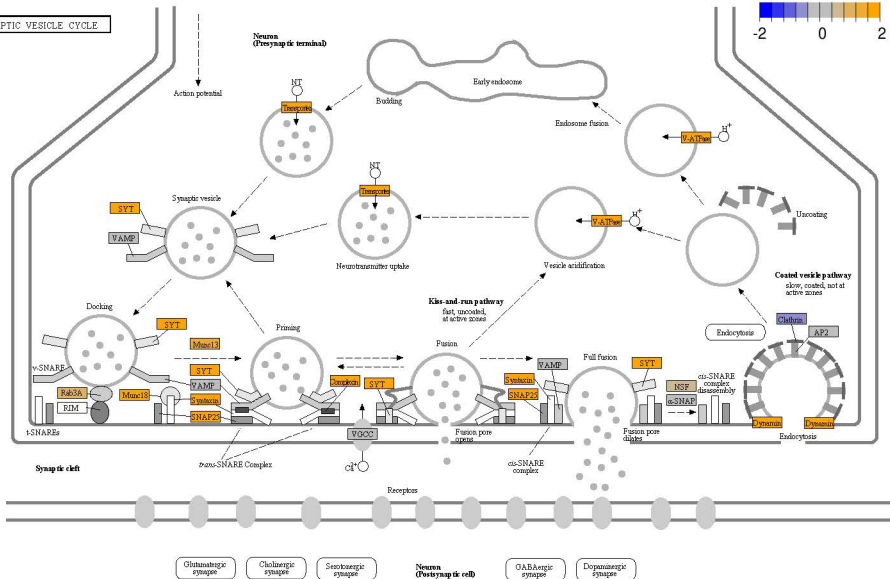 PTIC VESICLE CYCLE
-2 0 2
Neuron
(Presynaptic terminal)
Action potential
NT
Transporter
Budding
Early endosome
Endosome fusion
V-ATPase
H+
Synaptic vesicle
SYT
VAMP
NT
Transporter
Neurotransmitter uptake
V-ATPase
H+
Vesicle acidification
Uncoating
Coated vesicle pathway
slow, coated, not at
active zones
Kiss-and-run pathway
fast, uncoated,
at active zones
Docking
SYT
Munc13
Priming
Fusion
Full fusion
Endocytosis
Clathrin
AP2
v-SNARE
Rab3A
RIM
Munc18
SYT
VAMP
Syntaxin
SNAP25
Complexin
SYT
VAMP
Syntaxin
SNAP25
SYT
NSF
α-SNAP
cis-SNARE
complex
disassembly
Dynamin
Dynamin
Endocytosis
t-SNAREs
VGCC
Ca2+
Fusion pore
opens
Fusion pore
dilates
trans-SNARE Complex
cis-SNARE
complex
Synaptic cleft
Receptors
Glutamatergic
synapse
Cholinergic
synapse
Serotonergic
synapse
Neuron
(Postsynaptic cell)
GABAergic
synapse
Dopaminergic
synapse